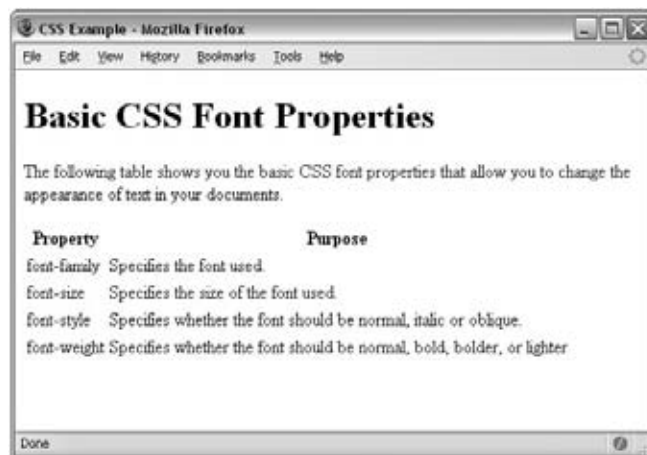 CSS Example - Mozilla Firefox
File Edit View History Bookmarks Tools Help
Basic CSS Font Properties
The following table shows you the basic CSS font properties that allow you to change the
appearance of text in your documents.
Property Purpose
font-family Specifies the font used.
font-size Specifies the size of the font used.
font-style Specifies whether the font should be normal, italic or oblique.
font-weight Specifies whether the font should be normal, bold, bolder, or lighter
Done